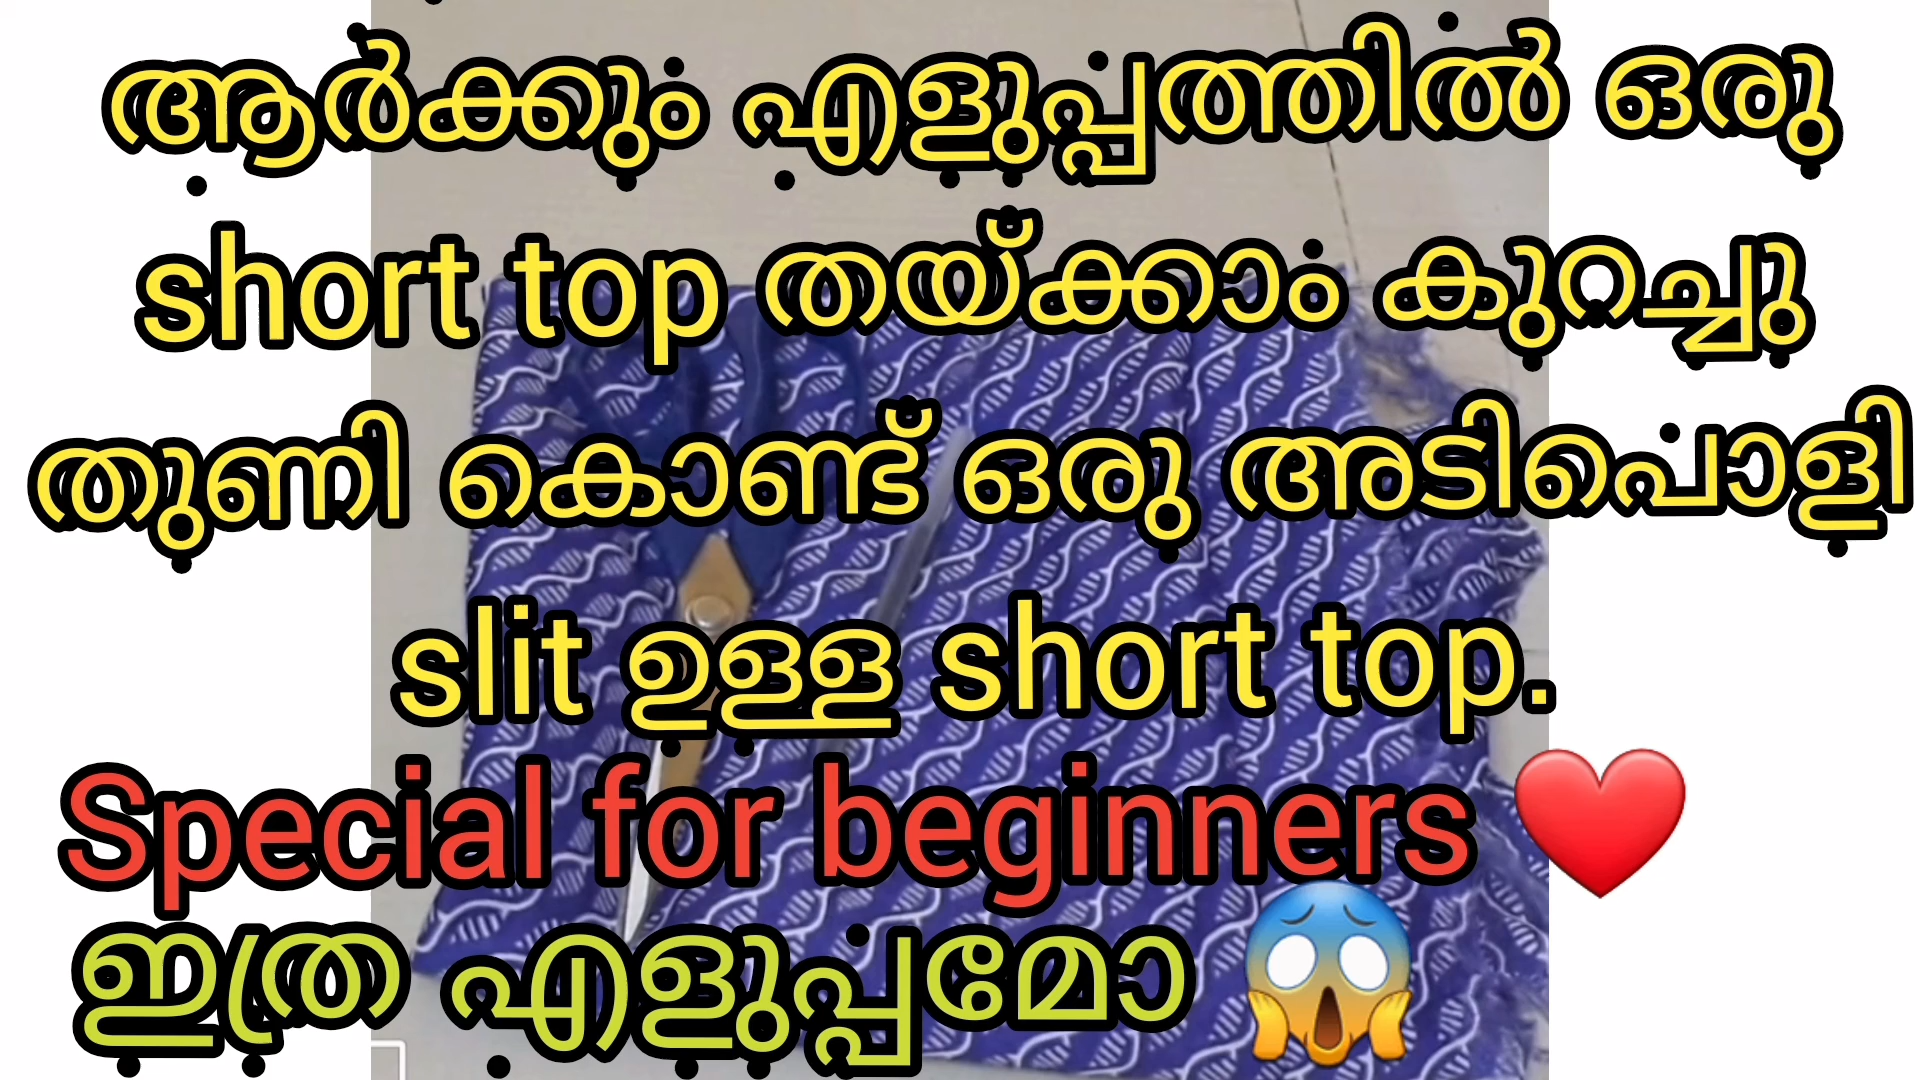 ആർക്കും എളുപ്പത്തിൽ ഒരു
short top തയ്ക്കാം കുറച്ചു
തുണി കൊണ്ട് ഒരു അടിപൊളി
slit ഉള്ള short top.
Special for beginners ❤️
ഇത്ര എളുപ്പമോ 😱